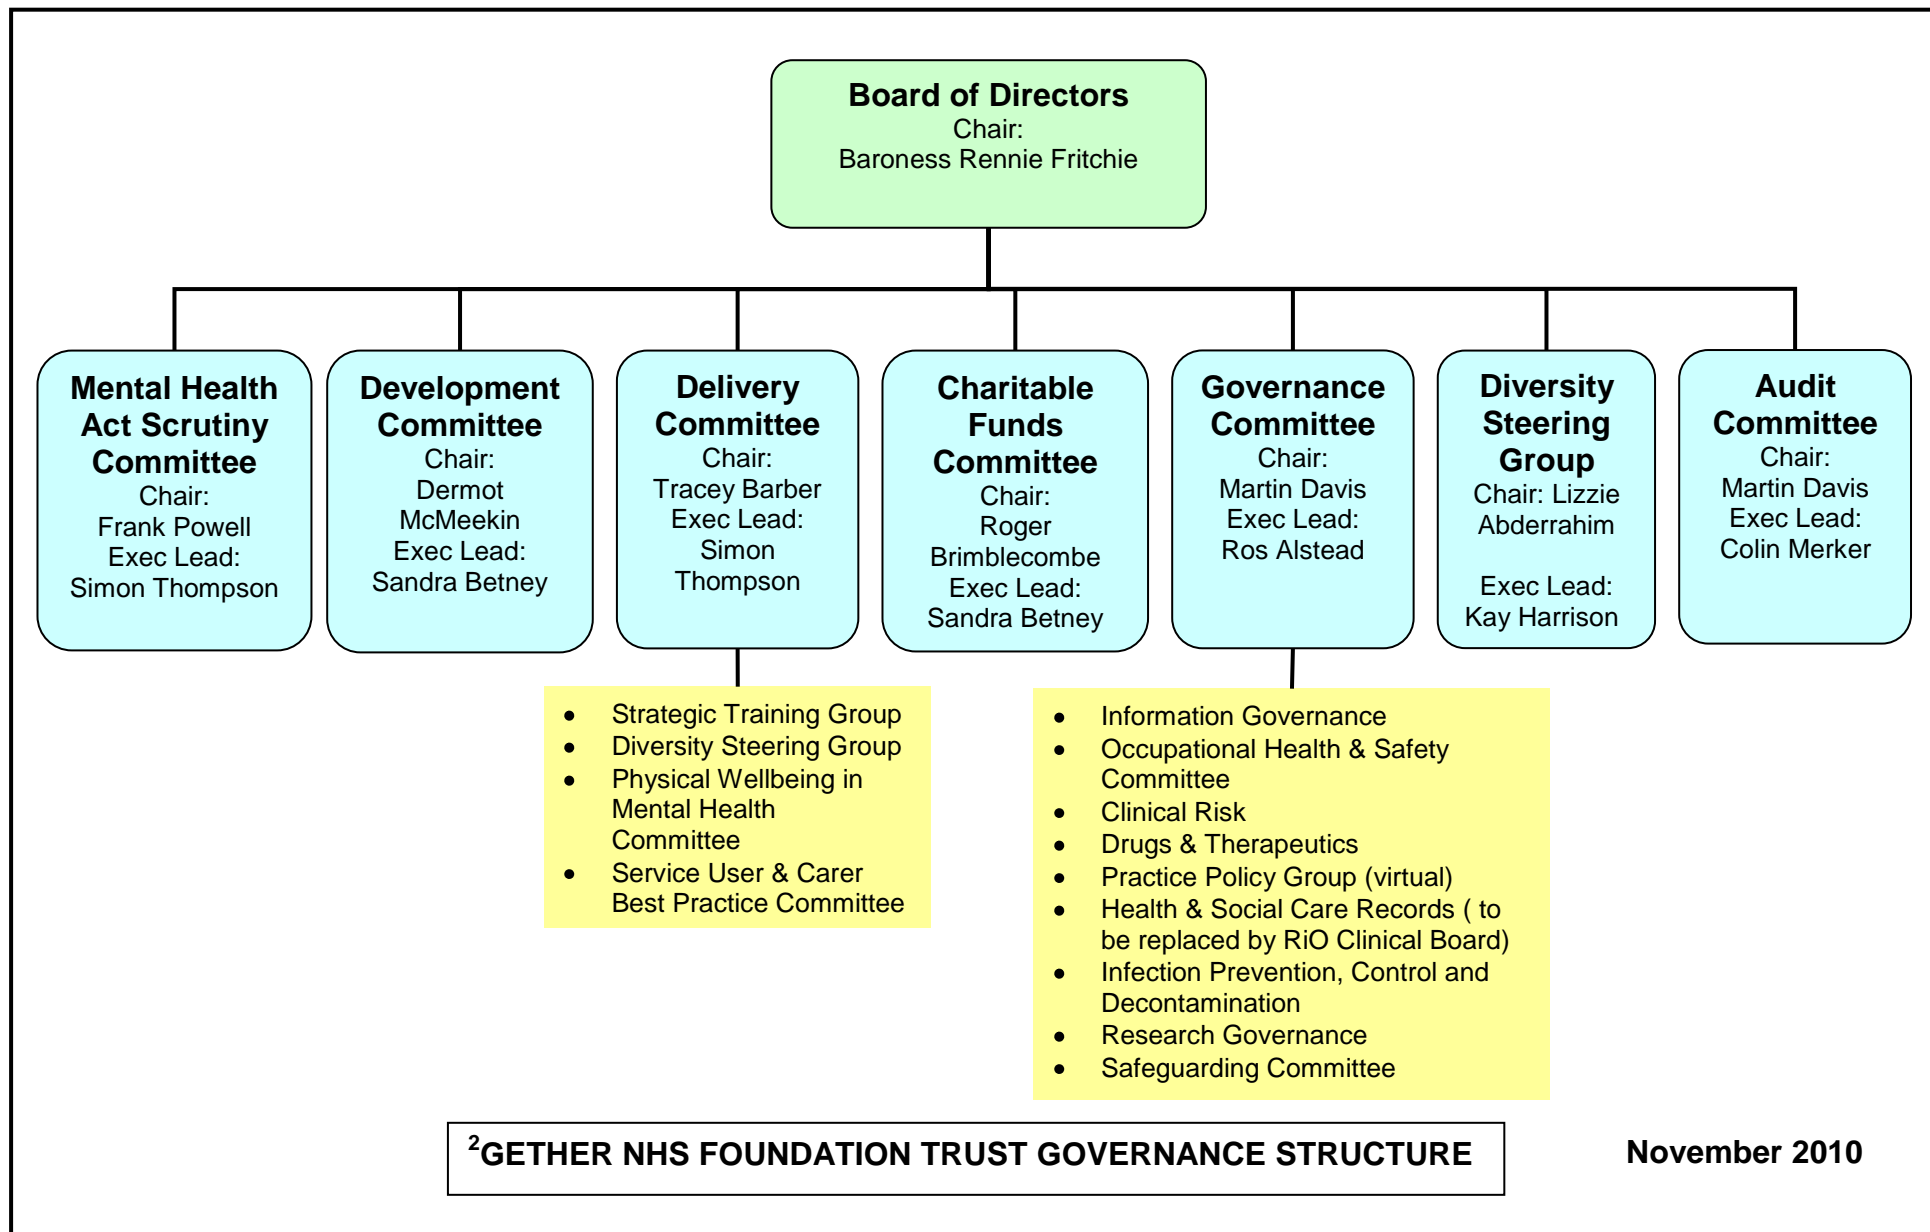 Board of Directors
Chair:
Baroness Rennie Fritchie
Mental Health
Act Scrutiny
Committee
Chair:
Frank Powell
Exec Lead:
Simon Thompson
Development
Committee
Chair:
Dermot
McMeekin
Exec Lead:
Sandra Betney
Delivery
Committee
Chair:
Tracey Barber
Exec Lead:
Simon
Thompson
Charitable
Funds
Committee
Chair:
Roger
Brimblecombe
Exec Lead:
Sandra Betney
Governance
Committee
Chair:
Martin Davis
Exec Lead:
Ros Alstead
Diversity
Steering
Group
Chair: Lizzie
Abderrahim
Exec Lead:
Kay Harrison
Audit
Committee
Chair:
Martin Davis
Exec Lead:
Colin Merker
• Strategic Training Group
• Diversity Steering Group
• Physical Wellbeing in
Mental Health
Committee
• Service User & Carer
Best Practice Committee
• Information Governance
• Occupational Health & Safety
Committee
• Clinical Risk
• Drugs & Therapeutics
• Practice Policy Group (virtual)
• Health & Social Care Records ( to
be replaced by RiO Clinical Board)
• Infection Prevention, Control and
Decontamination
• Research Governance
• Safeguarding Committee
²GETHER NHS FOUNDATION TRUST GOVERNANCE STRUCTURE
November 2010